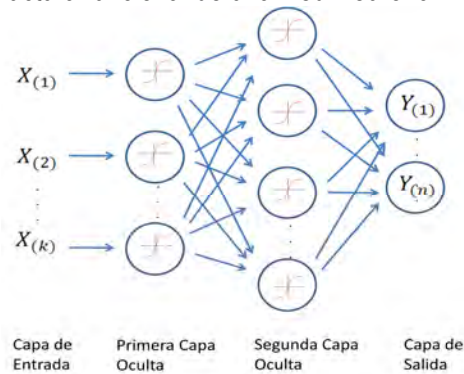 X(1)
X(2)
X(k)
Y(1)
Y(n)
Capa de Entrada
Primera Capa Oculta
Segunda Capa Oculta
Capa de Salida